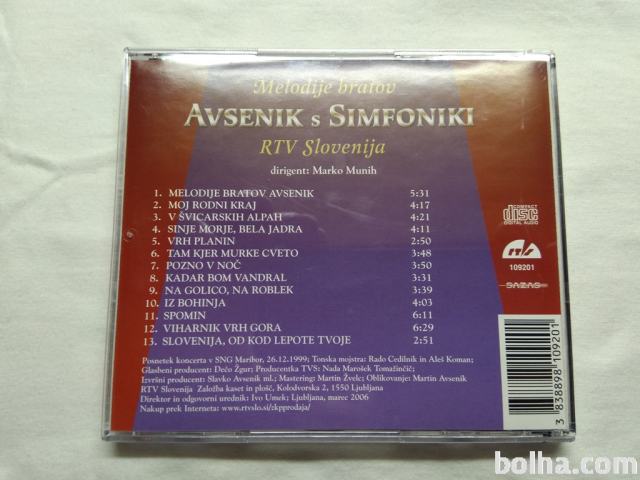 Melodije bratov
AVSENIK S SIMFONIKI
RTV Slovenija
dirigent: Marko Munih
1. MELODIJE BRATOV AVSENIK 5:31
2. MOJ RODNI KRAJ 4:17
3. V ŠVICARSKIH ALPAH 4:21
4. SINJE MORJE, BELA JADRA 4:11
5. VRH PLANIN 2:50
6. TAM KJER MURKE CVETO 3:48
7. POZNO V NOČ 3:50
8. KADAR BOM VANDRAL 3:31
9. NA GOLICO, NA ROBLEK 3:39
10. IZ BOHINJA 4:03
11. SPOMIN 6:11
12. VIHARNIK VRH GORA 6:29
13. SLOVENIJA, OD KOD LEPOTE TVOJE 2:51
COMPACT
disc
DIGITAL AUDIO
109201
SAZAS
Posnetek koncerta v SNG Maribor, 26.12.1999; Tonska mojstra: Rado Cedilnik in Aleš Koman;
Glasbeni producent: Dečo Žgur; Producentka TVS: Nada Marošek Tomažinčič;
Izvršni producent: Slavko Avsenik ml.; Mastering: Martin Žvelc; Oblikovanje: Martin Avsenik
RTV Slovenija Založba kaset in plošč, Kolodvorska 2, 1550 Ljubljana
Direktor in odgovorni urednik: Ivo Umek; Ljubljana, marec 2006
Nakup prek Interneta: www.rtvslo.si/zkpprodaja/
3 838898 109201
bolha.com